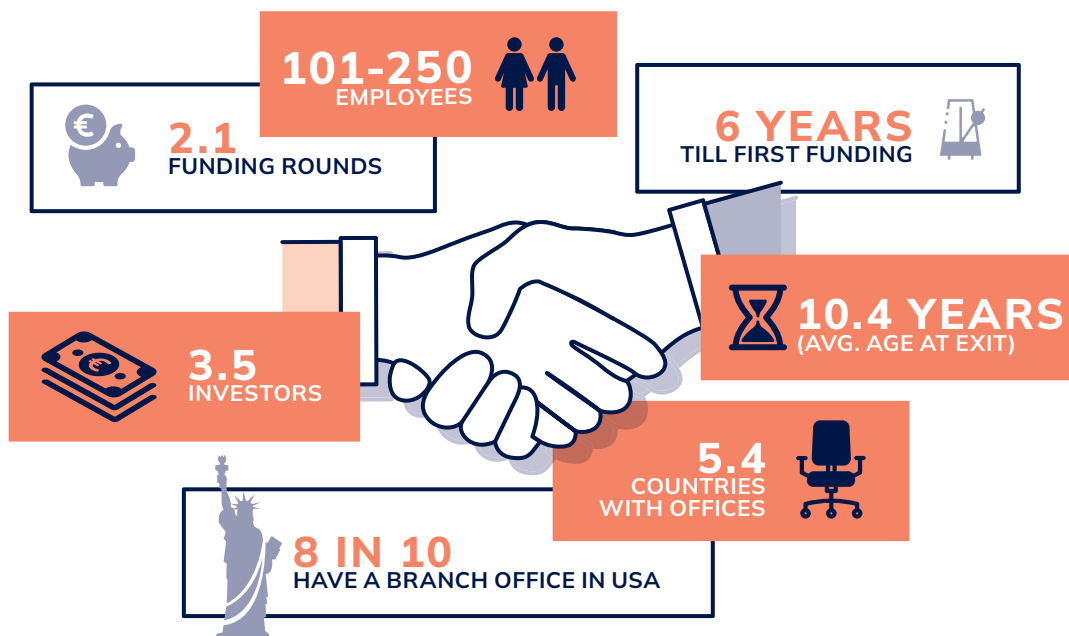 101-250
EMPLOYEES
€
2.1
FUNDING ROUNDS
6 YEARS
TILL FIRST FUNDING
10.4 YEARS
(AVG. AGE AT EXIT)
€
3.5
INVESTORS
5.4
COUNTRIES
WITH OFFICES
8 IN 10
HAVE A BRANCH OFFICE IN USA